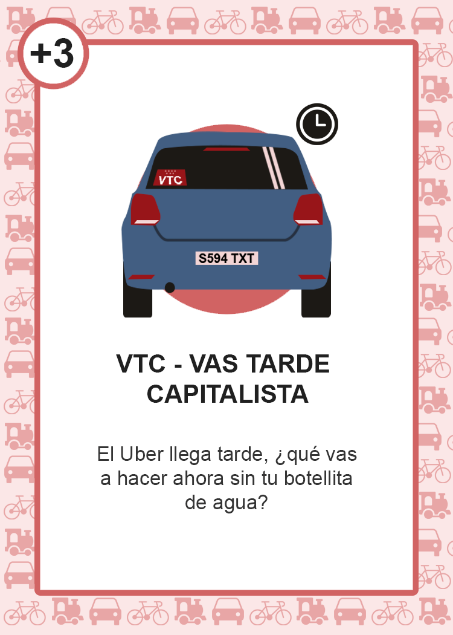 +3
VTC
S594 TXT
VTC - VAS TARDE
CAPITALISTA
El Uber llega tarde, ¿qué vas
a hacer ahora sin tu botellita
de agua?